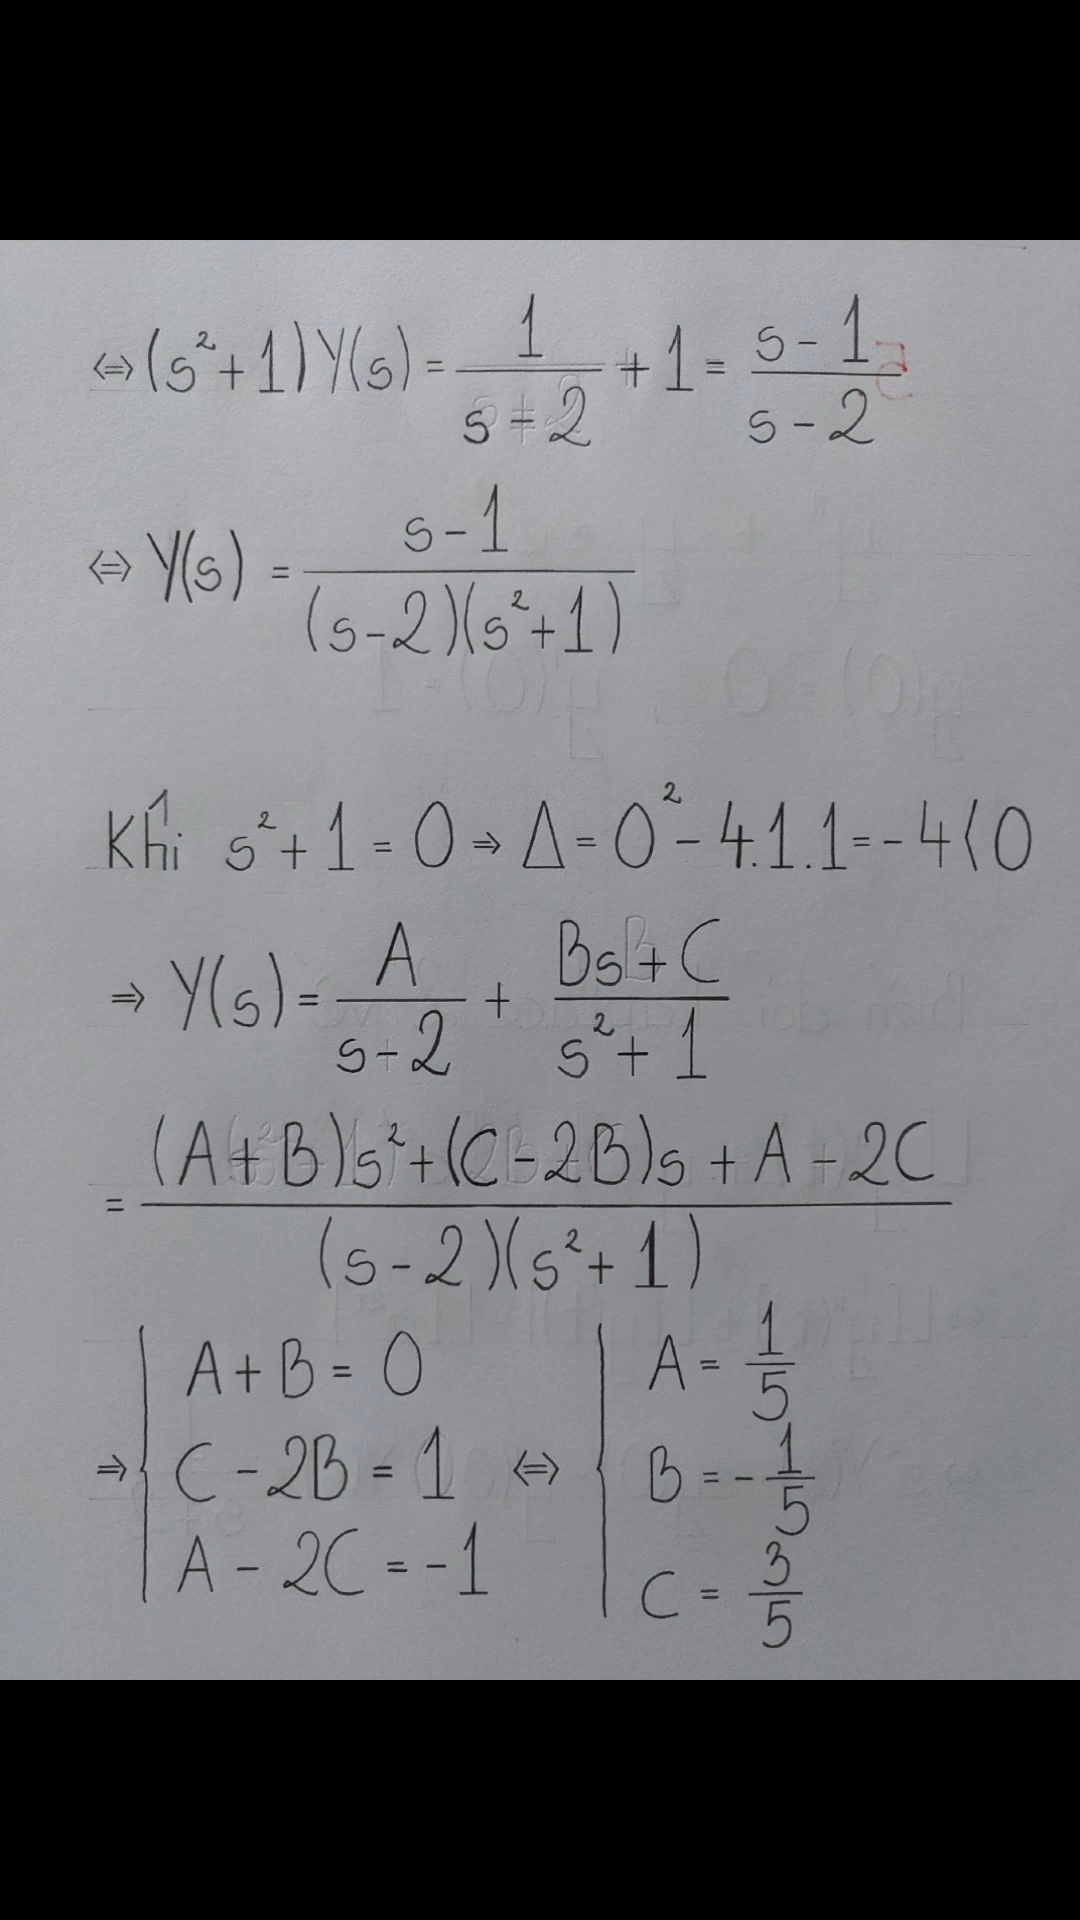 ⇔ (s²+1)Y(s) = 1/(s-2) + 1 = (s-1)/(s-2)
⇔ Y(s) = (s-1)/((s-2)(s²+1))
Khi s²+1 = 0 ⇒ Δ = 0² - 4.1.1 = -4 < 0
⇒ Y(s) = A/(s-2) + (Bs+C)/(s²+1)
= ((A+B)s²+(C-2B)s + A - 2C)/((s-2)(s²+1))
⇒ { A+B = 0 ⇔ { A = 1/5
C - 2B = 1 B = -1/5
A - 2C = -1 C = 3/5